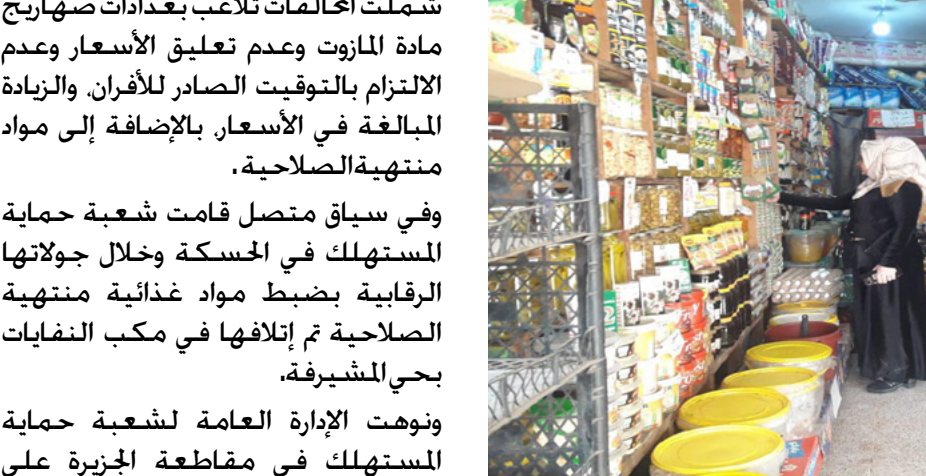 شملت المخالفات تلاعب بعدادات صهاريج
مادة المازوت وعدم تعليق الأسعار وعدم
الالتزام بالتوقيت الصادر للأفران، والزيادة
المبالغة في الأسعار، بالإضافة إلى مواد
منتهيةالصلاحية.
وفي سياق متصل قامت شعبة حماية
المستهلك في الحسكة وخلال جولاتها
الرقابية بضبط مواد غذائية منتهية
الصلاحية تم إتلافها في مكب النفايات
بحي المشيرفة.
ونوهت الإدارة العامة لشعبة حماية
المستهلك في مقاطعة الجزيرة على